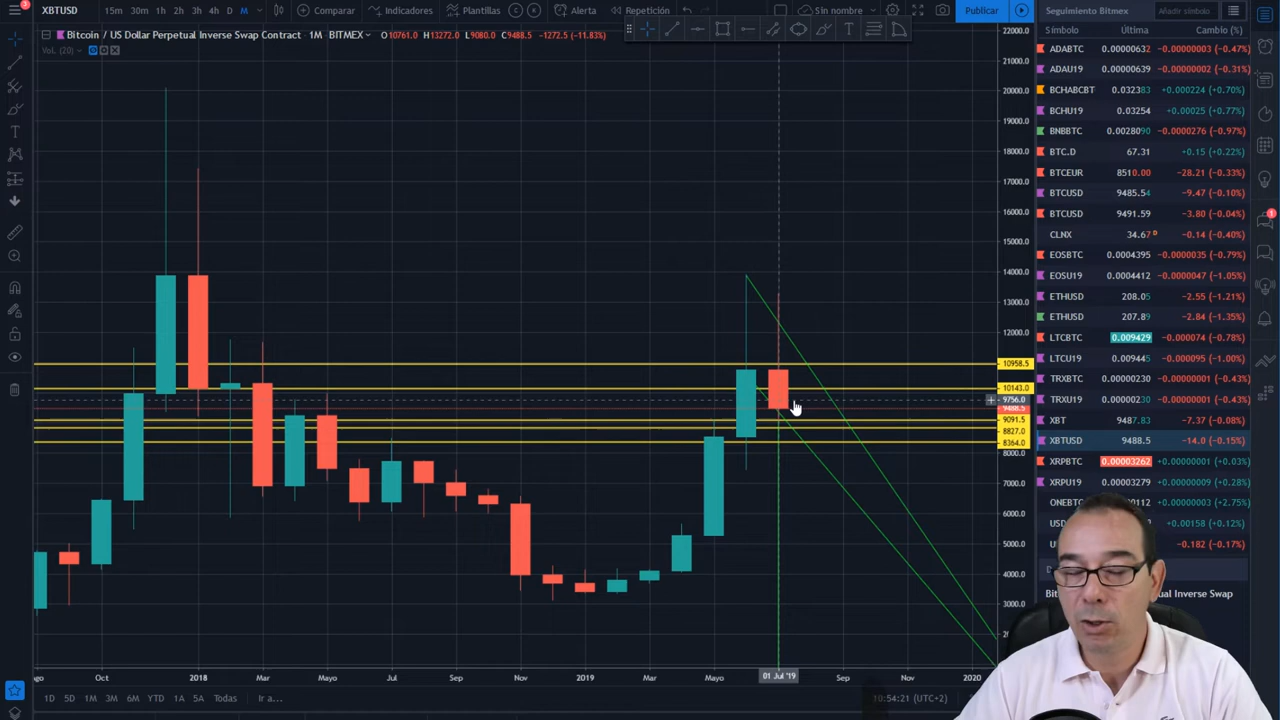 XBTUSD 15m 30m 1h 2h 3h 4h D M Comparar Indicadores Plantillas Alerta Repetición Sin nombre Publicar
Bitcoin / US Dollar Perpetual Inverse Swap Contract 1M BITMEX O10761.0 H13272.0 L9080.0 C9488.5 −1272.5 (−11.83%)
Vol. (20)
22000.0
21000.0
20000.0
19000.0
18000.0
17000.0
16000.0
15000.0
14000.0
13000.0
12000.0
10958.5
10143.0
9756.0
9488.5
9091.5
8827.0
8364.0
8000.0
7000.0
6000.0
5000.0
4000.0
3000.0
Oct 2018 Mar Mayo Jul Sep Nov 2019 Mar Mayo 01 Jul '19 Sep Nov 2020
1D 5D 1M 3M 6M YTD 1A 5A Todas Ir a... 10:54:21 (UTC+2)
Seguimiento Bitmex Añadir símbolo
Símbolo Última Cambio (%)
ADABTC 0.00000632 −0.00000003 (−0.47%)
ADAU19 0.00000639 −0.00000002 (−0.31%)
BCHABCBT 0.032383 +0.000224 (+0.70%)
BCHU19 0.03254 +0.00025 (+0.77%)
BNBBTC 0.0028090 −0.0000276 (−0.97%)
BTC.D 67.31 +0.15 (+0.22%)
BTCEUR 8510.00 −28.21 (−0.33%)
BTCUSD 9485.54 −9.47 (−0.10%)
BTCUSD 9491.59 −3.80 (−0.04%)
CLNX 34.67 D −0.14 (−0.40%)
EOSBTC 0.0004395 −0.0000035 (−0.79%)
EOSU19 0.0004412 −0.0000047 (−1.05%)
ETHUSD 208.05 −2.55 (−1.21%)
ETHUSD 207.89 −2.84 (−1.35%)
LTCBTC 0.009429 −0.000074 (−0.78%)
LTCU19 0.009445 −0.000095 (−1.00%)
TRXBTC 0.00000230 −0.00000001 (−0.43%)
TRXU19 0.00000230 −0.00000001 (−0.43%)
XBT 9487.83 −7.37 (−0.08%)
XBTUSD 9488.5 −14.0 (−0.15%)
XRPBTC 0.00003262 +0.00000001 (+0.03%)
XRPU19 0.00003279 +0.00000009 (+0.28%)
ONEBTC +0.00000003 (+2.75%)
+0.00158 (+0.12%)
−0.182 (−0.17%)
Inverse Swap